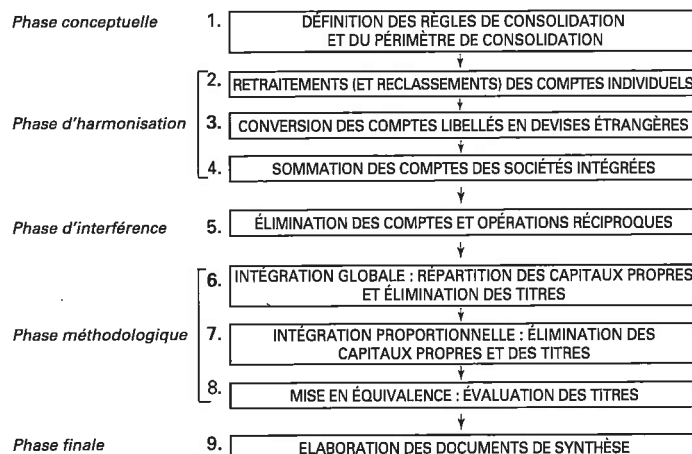 Phase conceptuelle 1. DÉFINITION DES RÈGLES DE CONSOLIDATION
ET DU PÉRIMÈTRE DE CONSOLIDATION
2. RETRAITEMENTS (ET RECLASSEMENTS) DES COMPTES INDIVIDUELS
Phase d'harmonisation 3. CONVERSION DES COMPTES LIBELLÉS EN DEVISES ÉTRANGÈRES
4. SOMMATION DES COMPTES DES SOCIÉTÉS INTÉGRÉES
Phase d'interférence 5. ÉLIMINATION DES COMPTES ET OPÉRATIONS RÉCIPROQUES
6. INTÉGRATION GLOBALE : RÉPARTITION DES CAPITAUX PROPRES
ET ÉLIMINATION DES TITRES
Phase méthodologique 7. INTÉGRATION PROPORTIONNELLE : ÉLIMINATION DES
CAPITAUX PROPRES ET DES TITRES
8. MISE EN ÉQUIVALENCE : ÉVALUATION DES TITRES
Phase finale 9. ELABORATION DES DOCUMENTS DE SYNTHÈSE